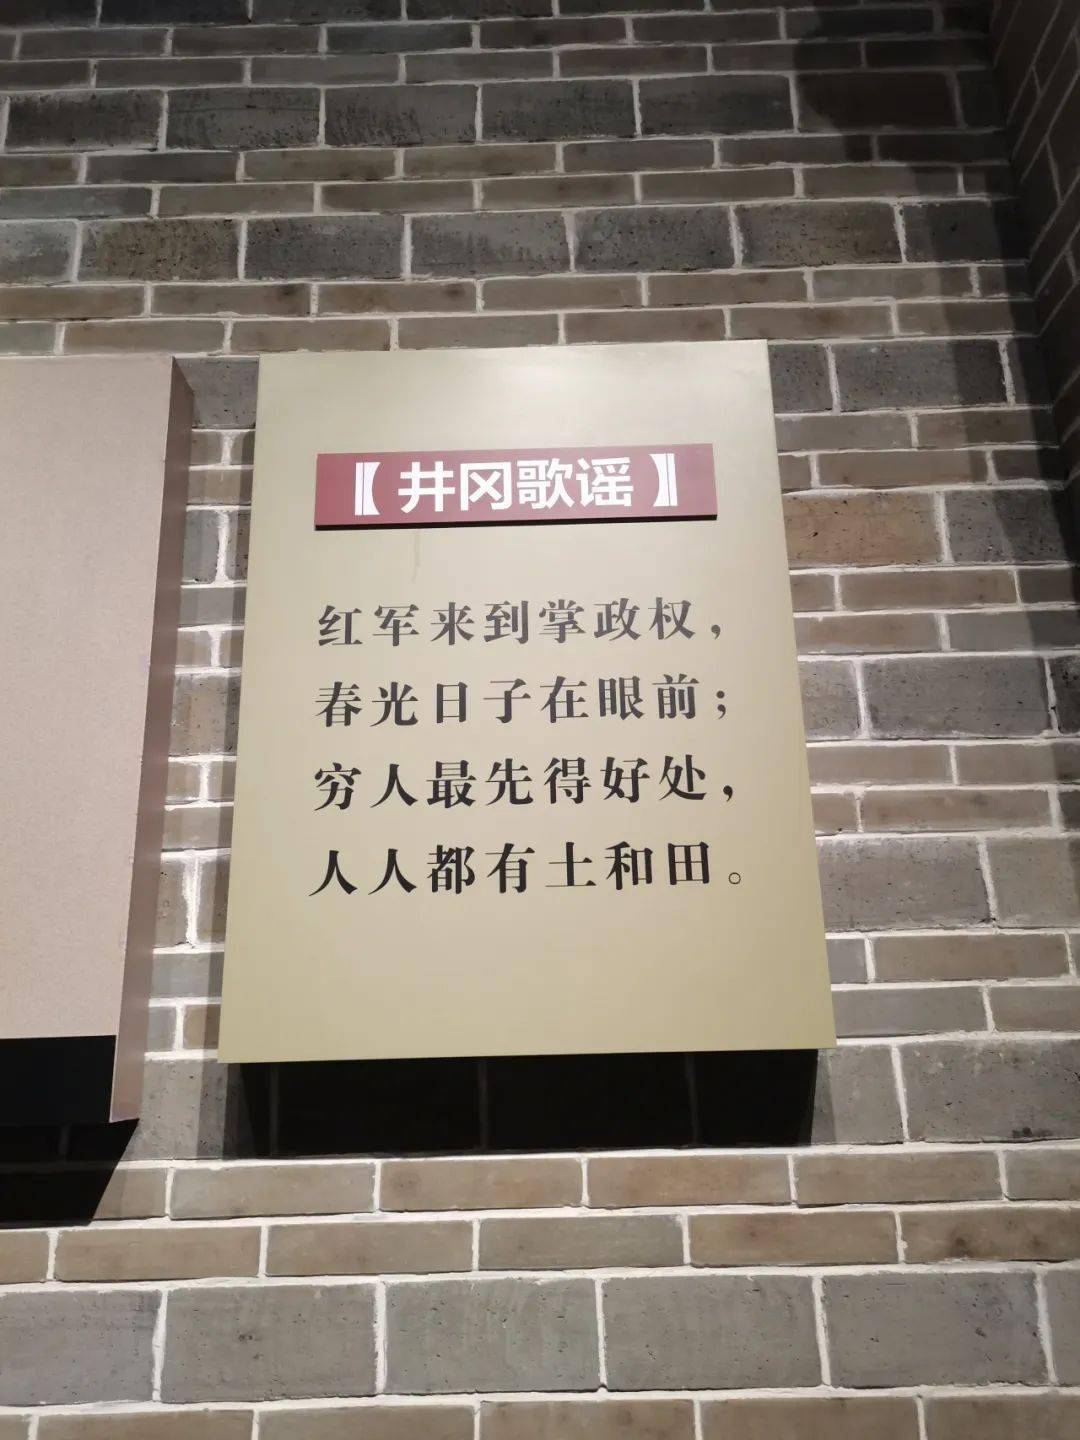 【井冈歌谣】
红军来到掌政权，
春光日子在眼前；
穷人最先得好处，
人人都有土和田。